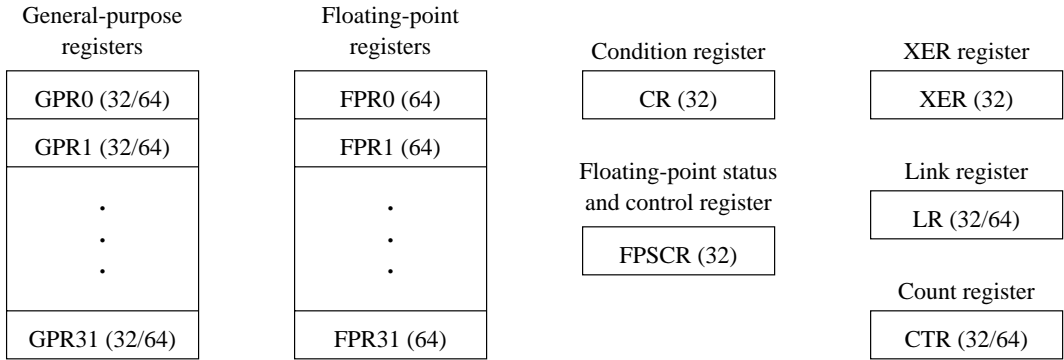 General-purpose
registers
GPR0 (32/64)
GPR1 (32/64)
.
.
.
GPR31 (32/64)
Floating-point
registers
FPR0 (64)
FPR1 (64)
.
.
.
FPR31 (64)
Condition register
CR (32)
Floating-point status
and control register
FPSCR (32)
XER register
XER (32)
Link register
LR (32/64)
Count register
CTR (32/64)